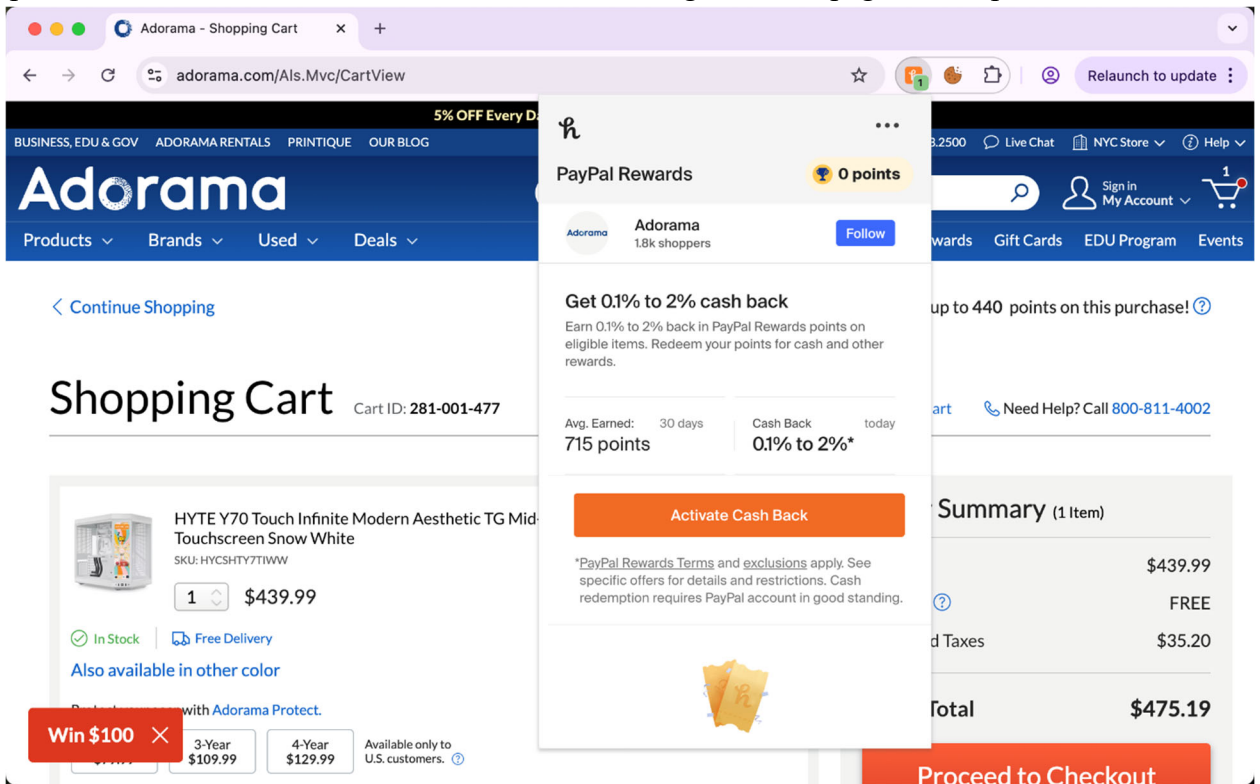 Adorama - Shopping Cart
adorama.com/Als.Mvc/CartView
Relaunch to update
5% OFF Every
BUSINESS, EDU & GOV ADORAMA RENTALS PRINTIQUE OUR BLOG
Live Chat NYC Store Help
Adorama
Sign in
My Account
1
Products Brands Used Deals
Gift Cards EDU Program Events
PayPal Rewards
0 points
Adorama
Adorama
1.8k shoppers
Follow
Get 0.1% to 2% cash back
Earn 0.1% to 2% back in PayPal Rewards points on
eligible items. Redeem your points for cash and other
rewards.
Avg. Earned: 30 days
715 points
Cash Back today
0.1% to 2%*
Activate Cash Back
*PayPal Rewards Terms and exclusions apply. See
specific offers for details and restrictions. Cash
redemption requires PayPal account in good standing.
Continue Shopping
up to 440 points on this purchase!
Shopping Cart Cart ID: 281-001-477
Need Help? Call 800-811-4002
HYTE Y70 Touch Infinite Modern Aesthetic TG Mid-
Touchscreen Snow White
SKU: HYCSHTY7TIWW
1 $439.99
In Stock Free Delivery
Also available in other color
with Adorama Protect.
3-Year
$109.99
4-Year
$129.99
Available only to
U.S. customers.
Win $100
Summary (1 Item)
$439.99
FREE
Taxes $35.20
Total $475.19
Proceed to Checkout